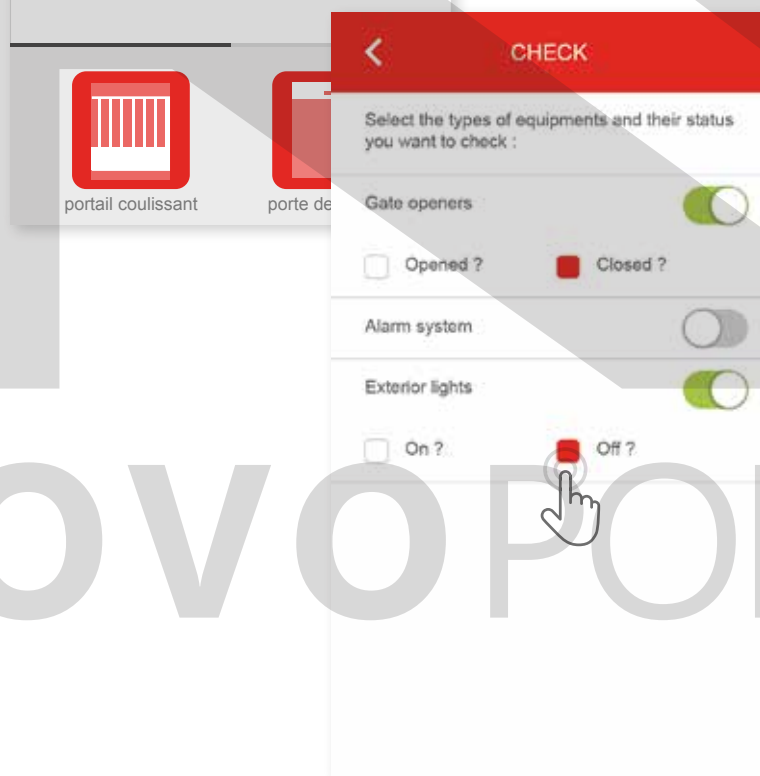 CHECK
Select the types of equipments and their status
you want to check :
portail coulissant
porte de
Gate openers
Opened ? Closed ?
Alarm system
Exterior lights
On ? Off ?
OVOPO